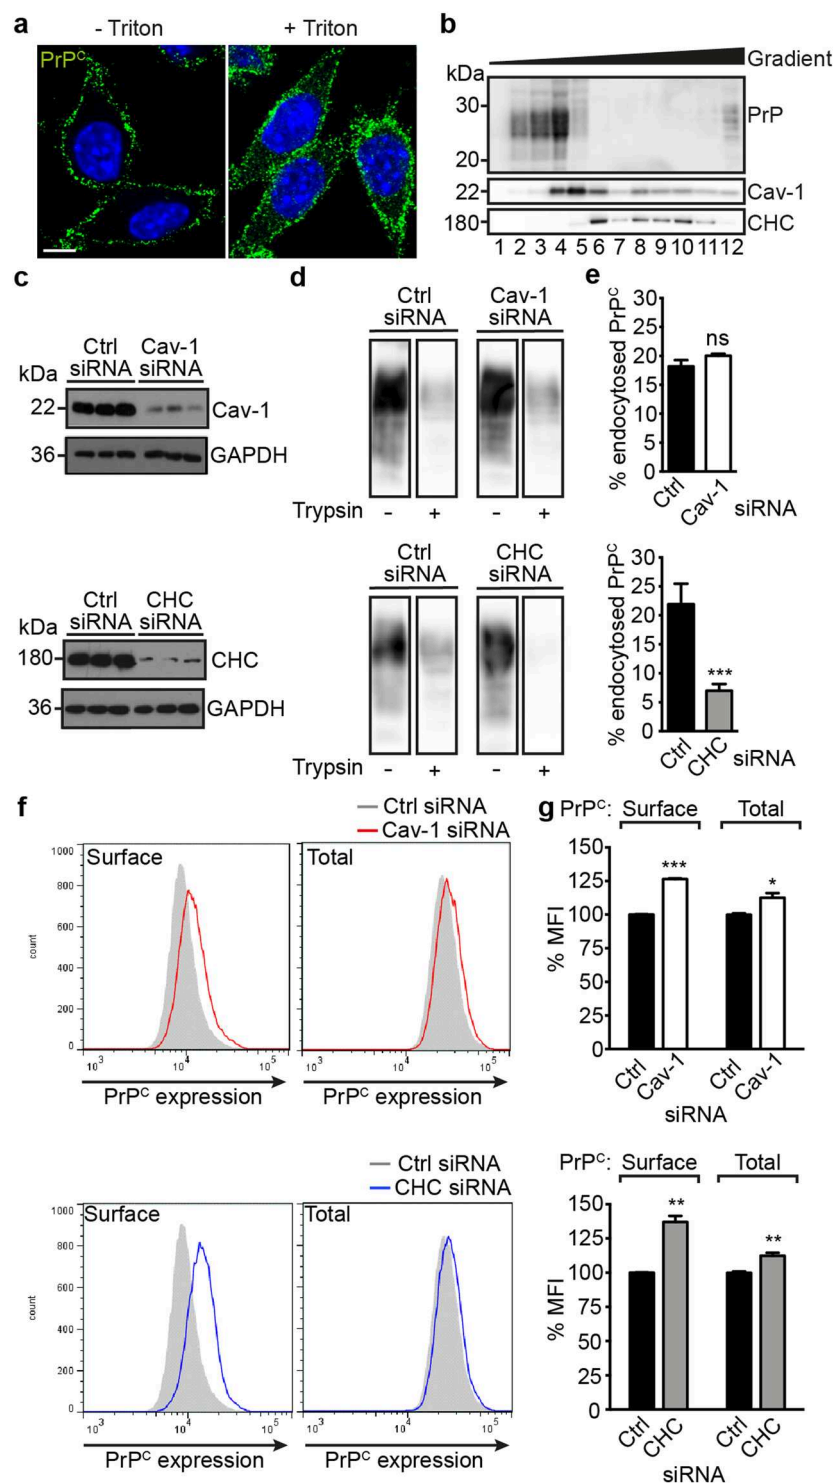 a
- Triton
+ Triton
PrPᶜ
b
Gradient
kDa
30
20
PrP
22
Cav-1
180
CHC
1 2 3 4 5 6 7 8 9 10 11 12
c
Ctrl siRNA
Cav-1 siRNA
kDa
22
Cav-1
36
GAPDH
Ctrl siRNA
CHC siRNA
kDa
180
CHC
36
GAPDH
d
Ctrl siRNA
Cav-1 siRNA
Trypsin - + - +
Ctrl siRNA
CHC siRNA
Trypsin - + - +
e
% endocytosed PrPᶜ
30
25
20
15
10
5
0
ns
Ctrl
Cav-1
siRNA
% endocytosed PrPᶜ
30
25
20
15
10
5
0
***
Ctrl
CHC
siRNA
f
Ctrl siRNA
Cav-1 siRNA
Surface
Total
count
1000
800
600
400
200
0
10³ 10⁴ 10⁵
10³ 10⁴ 10⁵
PrPᶜ expression
PrPᶜ expression
Ctrl siRNA
CHC siRNA
Surface
Total
count
1000
800
600
400
200
0
10³ 10⁴ 10⁵
10³ 10⁴ 10⁵
PrPᶜ expression
PrPᶜ expression
g
PrPᶜ: Surface Total
% MFI
150
125
100
75
50
25
0
***
*
Ctrl
Cav-1
Ctrl
Cav-1
siRNA
PrPᶜ: Surface Total
% MFI
150
125
100
75
50
25
0
**
**
Ctrl
CHC
Ctrl
CHC
siRNA